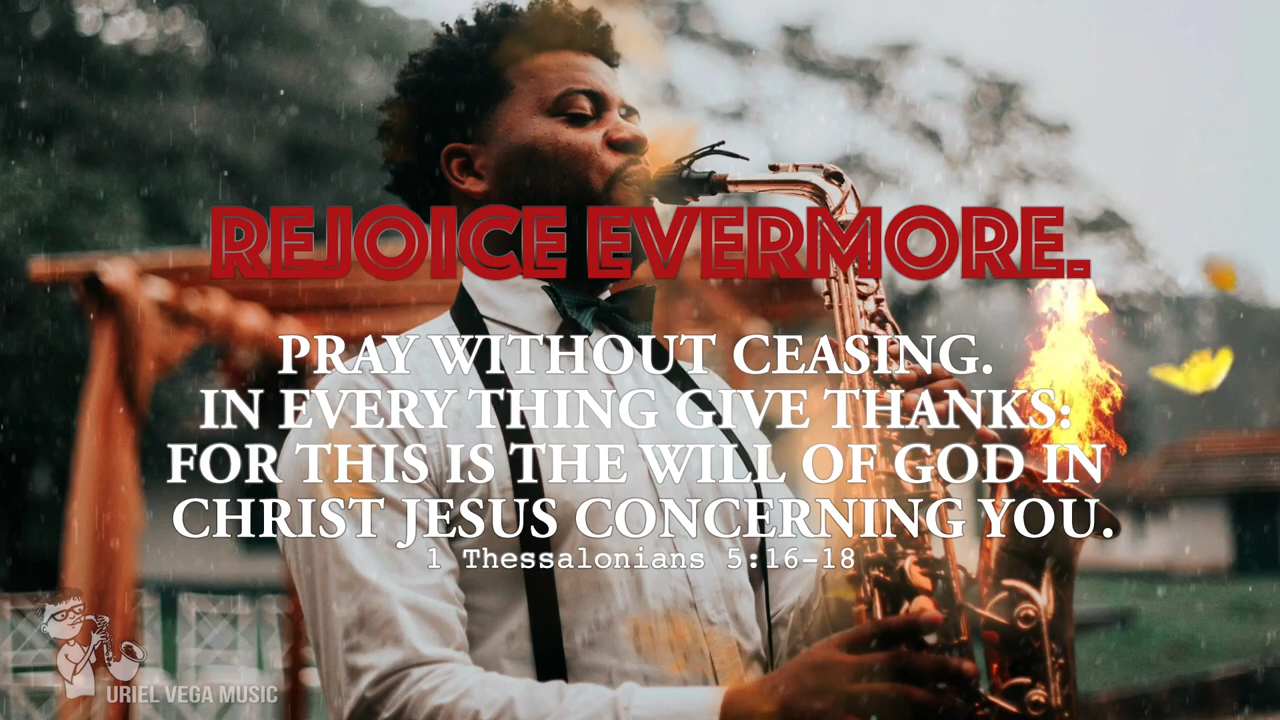 REJOICE EVERMORE.
PRAY WITHOUT CEASING.
IN EVERY THING GIVE THANKS:
FOR THIS IS THE WILL OF GOD IN
CHRIST JESUS CONCERNING YOU.
1 Thessalonians 5:16-18
URIEL VEGA MUSIC